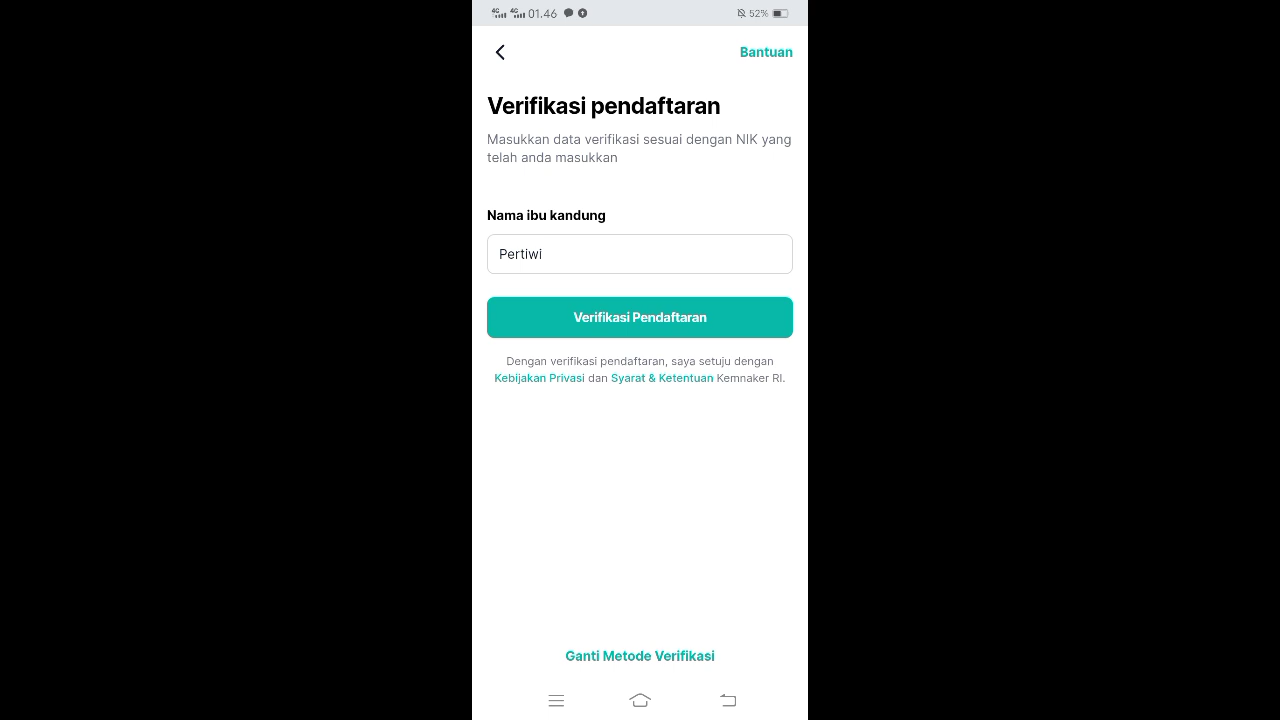 4G 4G 01.46 52%
Bantuan
Verifikasi pendaftaran
Masukkan data verifikasi sesuai dengan NIK yang
telah anda masukkan
Nama ibu kandung
Pertiwi
Verifikasi Pendaftaran
Dengan verifikasi pendaftaran, saya setuju dengan
Kebijakan Privasi dan Syarat & Ketentuan Kemnaker RI.
Ganti Metode Verifikasi